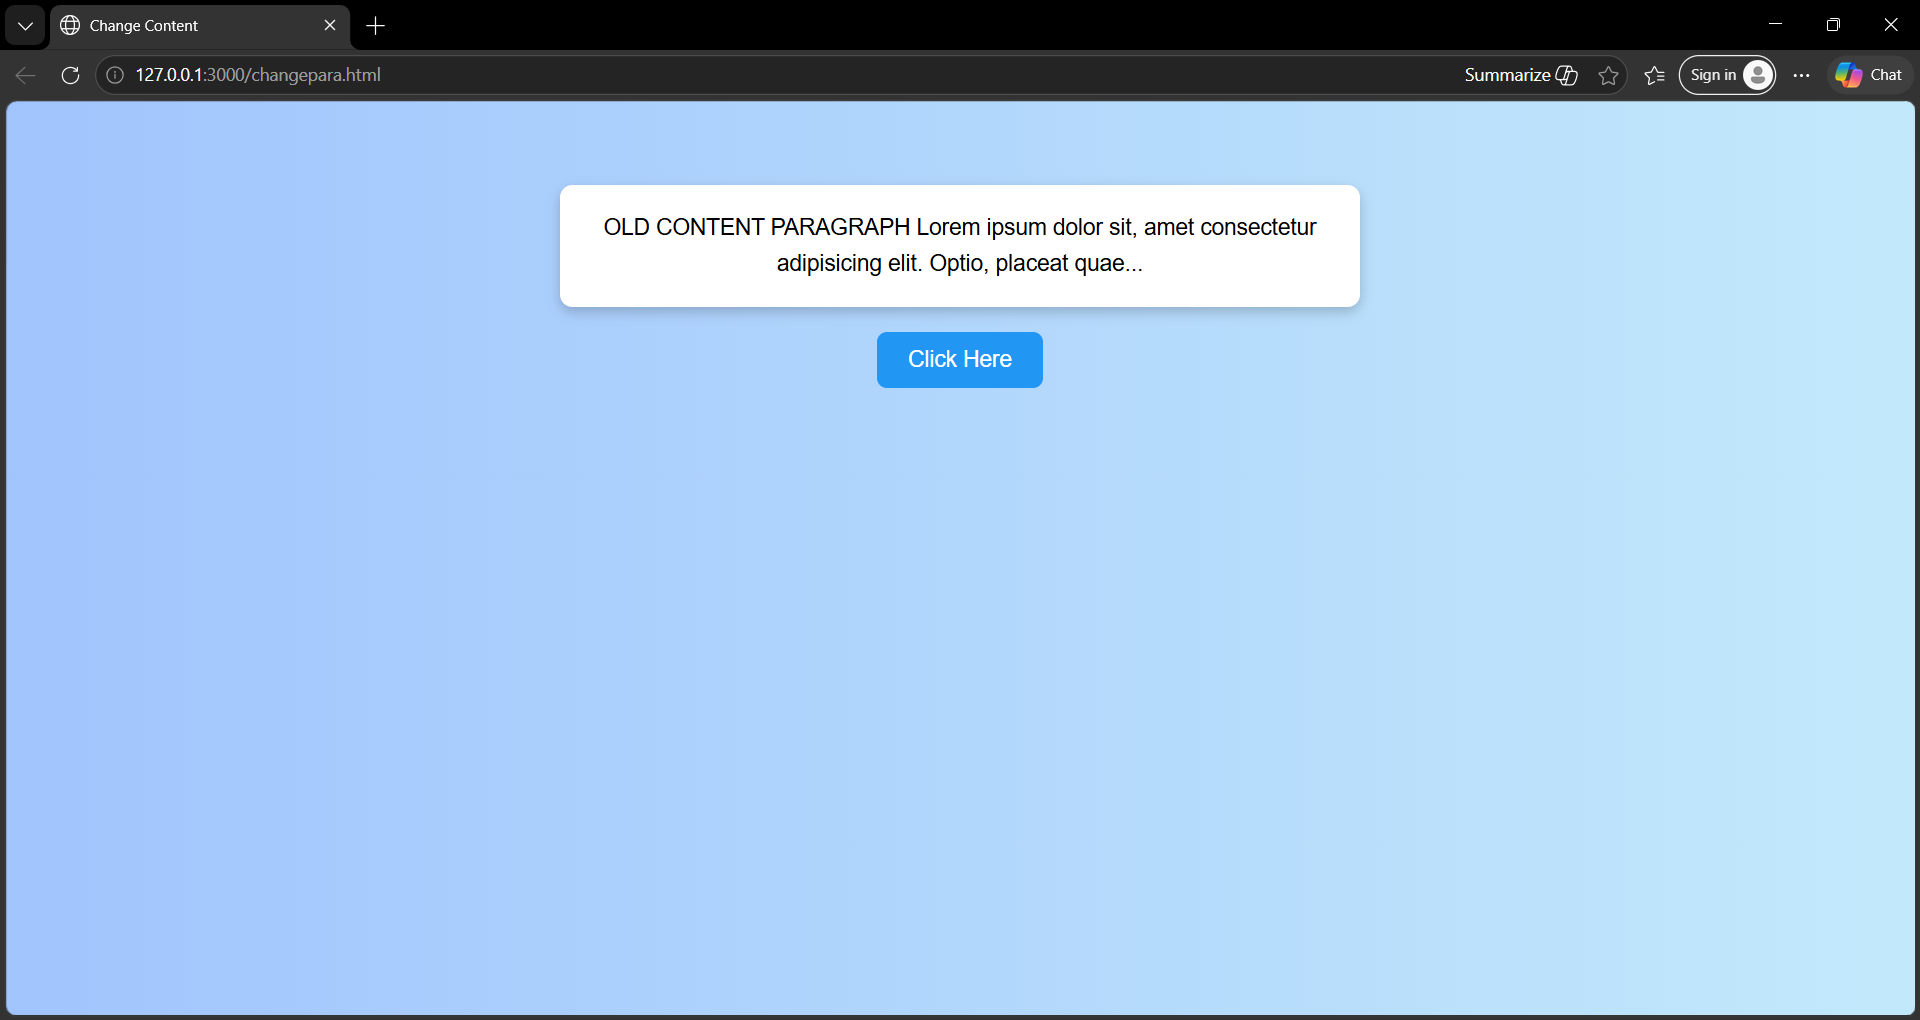 Change Content
127.0.0.1:3000/changepara.html
Summarize
Sign in
Chat
OLD CONTENT PARAGRAPH Lorem ipsum dolor sit, amet consectetur
adipisicing elit. Optio, placeat quae...
Click Here